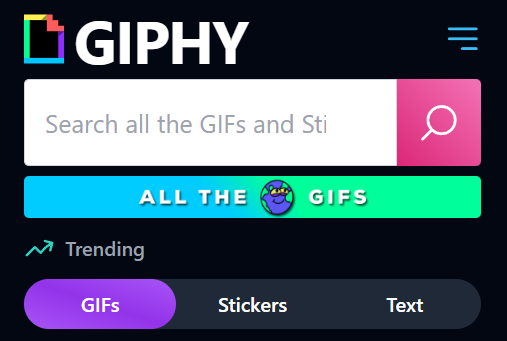 GIPHY
Search all the GIFs and Sti
ALL THE GIFS
Trending
GIFs Stickers Text